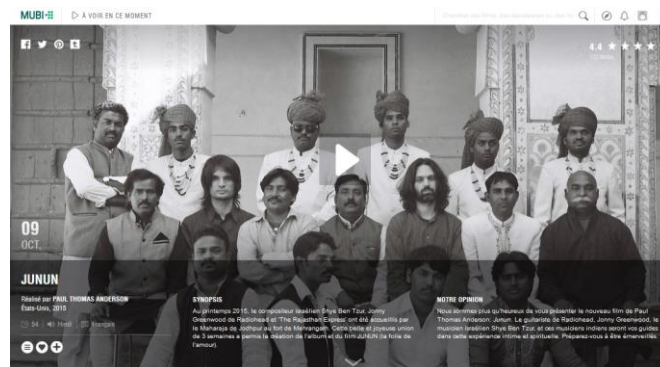 MUBI
À VOIR EN CE MOMENT
4.4
09
OCT.
JUNUN
Réalisé par PAUL THOMAS ANDERSON
États-Unis, 2015
54
Hindi
Français
SYNOPSIS
Au printemps 2015, le compositeur israélien Shye Ben Tzur, Jonny
Greenwood de Radiohead et 'The Rajasthan Express' ont été accueillis par
le Maharaja de Jodhpur au fort de Mehrangarh. Cette belle et joyeuse union
de 3 semaines a permis la création de l'album et du film JUNUN (la folie de
l'amour).
NOTRE OPINION
Nous sommes plus qu'heureux de vous présenter le nouveau film de Paul
Thomas Anderson: Junun. Le guitariste de Radiohead, Jonny Greenwood, le
musicien israélien Shye Ben Tzur, et ces musiciens indiens seront vos guides
dans cette expérience intime et spirituelle. Préparez-vous à être émerveillés.